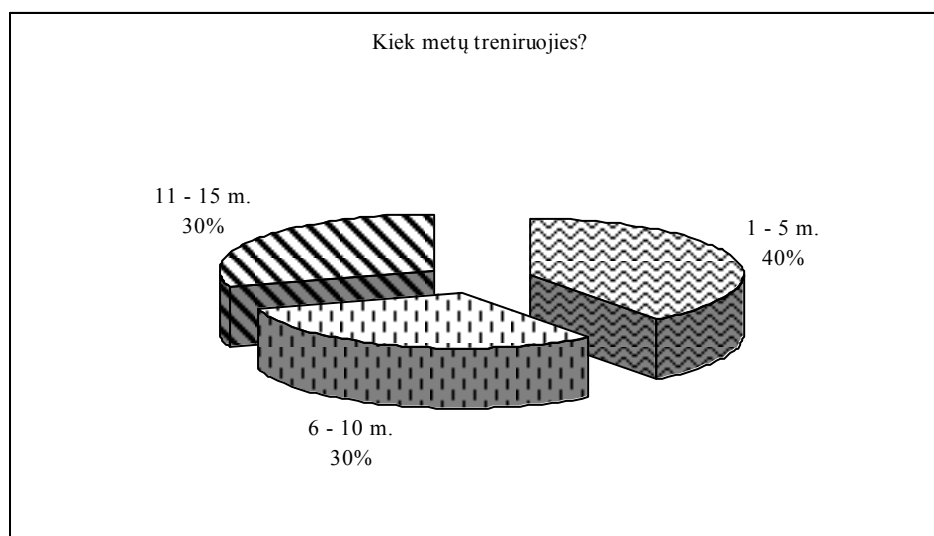 Kiek metų treniruojies?
11 - 15 m.
30%
1 - 5 m.
40%
6 - 10 m.
30%